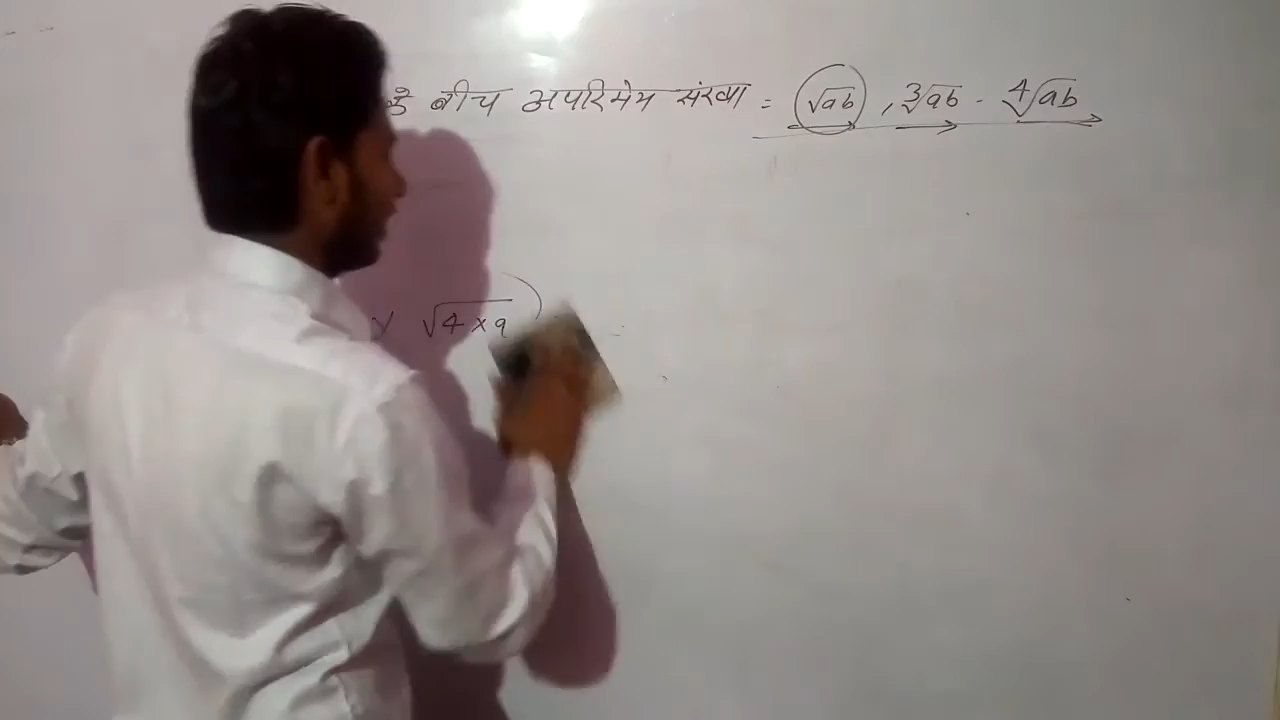 के बीच अपरिमेय संख्या = √ab , ∛ab - ∜ab
√4 × 9